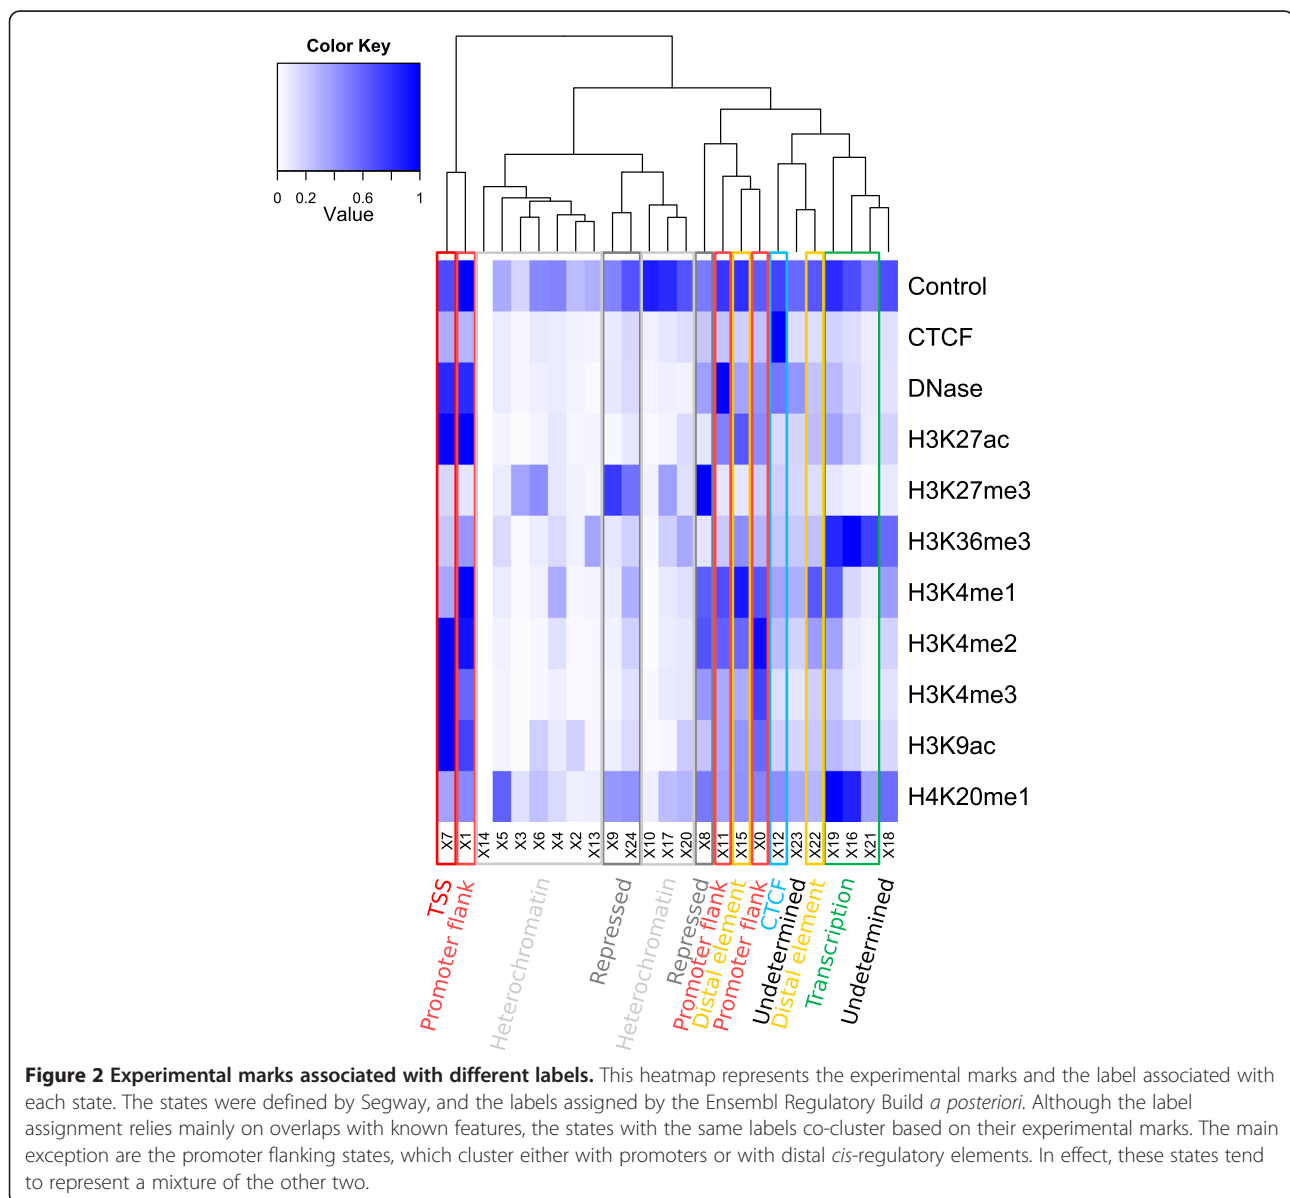 Color Key
0 0.2 0.6 1
Value
Control
CTCF
DNase
H3K27ac
H3K27me3
H3K36me3
H3K4me1
H3K4me2
H3K4me3
H3K9ac
H4K20me1
X7 X1 X14 X5 X3 X6 X4 X2 X13 X9 X24 X10 X17 X20 X8 X11 X15 X0 X12 X23 X22 X19 X16 X21 X18
TSS
Promoter flank
Heterochromatin
Repressed
Heterochromatin
Repressed
Promoter flank
Distal element
Promoter flank
CTCF
Undetermined
Distal element
Transcription
Undetermined
Figure 2 Experimental marks associated with different labels. This heatmap represents the experimental marks and the label associated with
each state. The states were defined by Segway, and the labels assigned by the Ensembl Regulatory Build a posteriori. Although the label
assignment relies mainly on overlaps with known features, the states with the same labels co-cluster based on their experimental marks. The main
exception are the promoter flanking states, which cluster either with promoters or with distal cis-regulatory elements. In effect, these states tend
to represent a mixture of the other two.